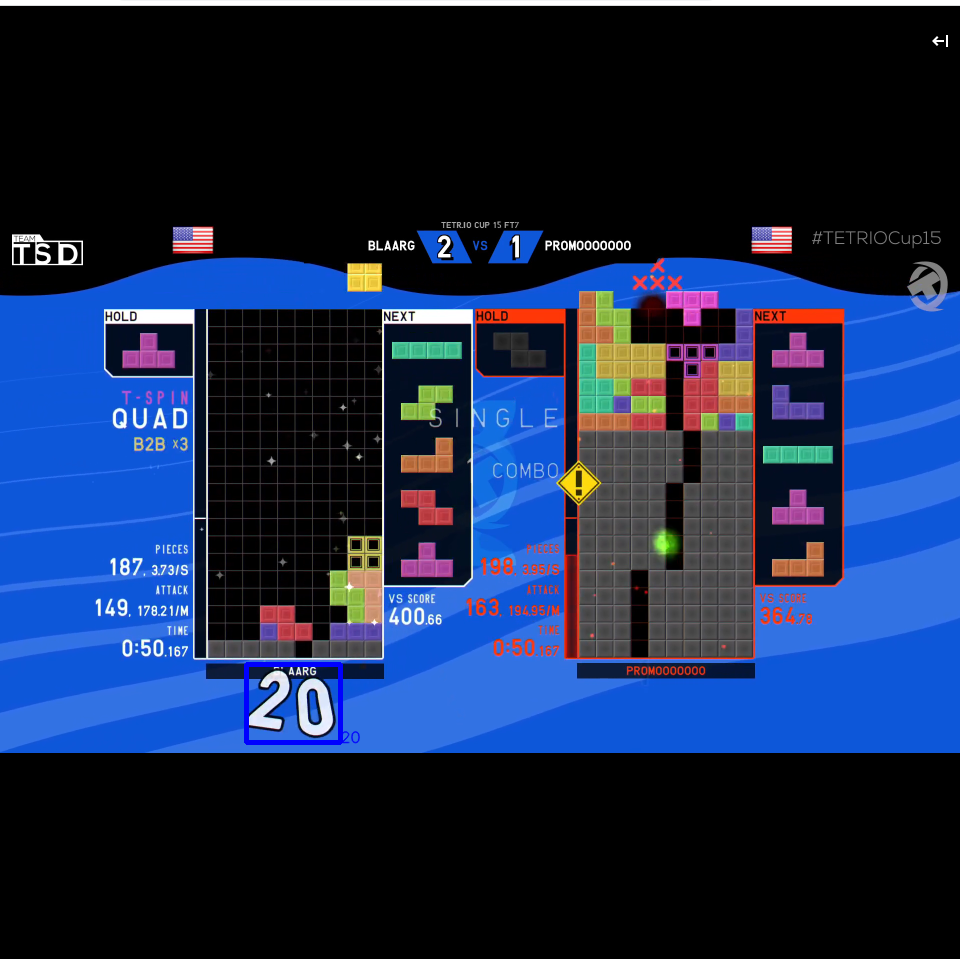 TETR.IO CUP 15 FT7
BLAARG 2 VS 1 PROMOOOOOOO
TEAM
TSD
#TETRIOCup15
HOLD
NEXT
T-SPIN
QUAD
B2B x3
PIECES
187, 3.73/S
ATTACK
149, 178.21/M
TIME
0:50.167
VS SCORE
400.66
BLAARG
20
20
HOLD
NEXT
SINGLE
COMBO
!
PIECES
198, 3.95/S
ATTACK
163, 194.95/M
TIME
0:50.167
VS SCORE
364.78
PROMOOOOOOO